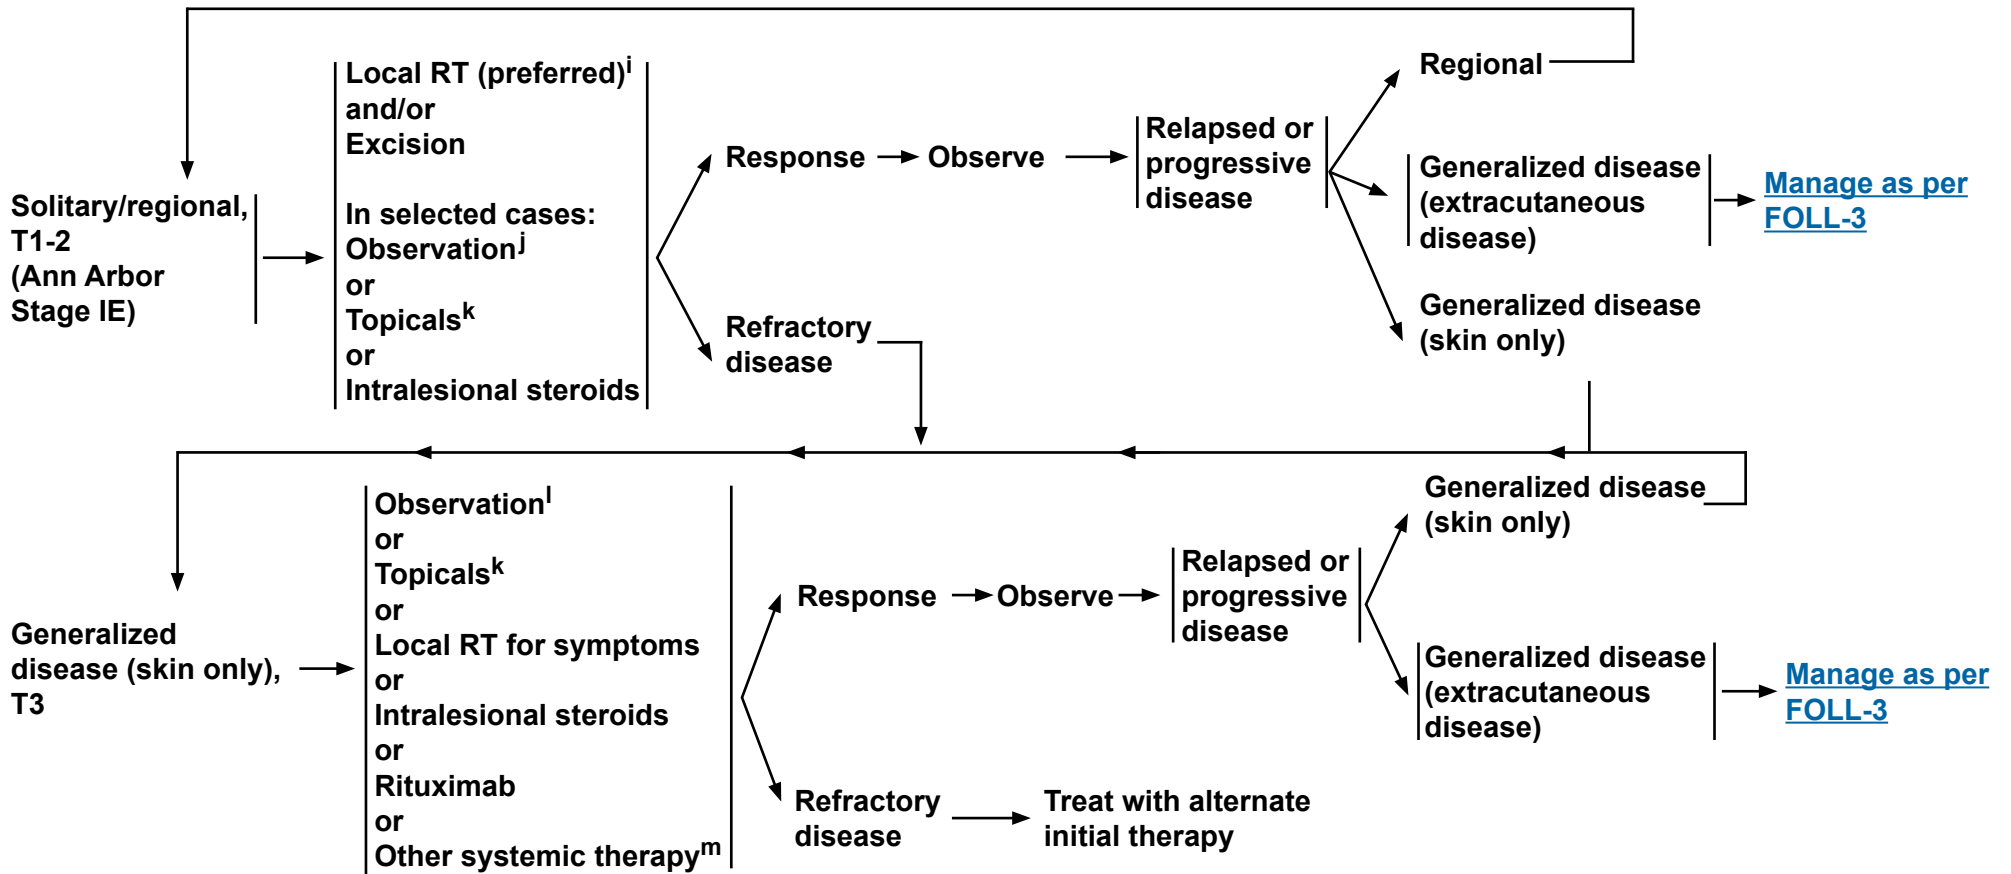 Solitary/regional,
T1-2
(Ann Arbor
Stage IE)
Local RT (preferred)i
and/or
Excision
In selected cases:
Observationj
or
Topicalsk
or
Intralesional steroids
Response
Observe
Relapsed or
progressive
disease
Regional
Generalized disease
(extracutaneous
disease)
Manage as per
FOLL-3
Generalized disease
(skin only)
Refractory
disease
Generalized
disease (skin only),
T3
Observationl
or
Topicalsk
or
Local RT for symptoms
or
Intralesional steroids
or
Rituximab
or
Other systemic therapym
Response
Observe
Relapsed or
progressive
disease
Generalized disease
(skin only)
Generalized disease
(extracutaneous
disease)
Manage as per
FOLL-3
Refractory
disease
Treat with alternate
initial therapy